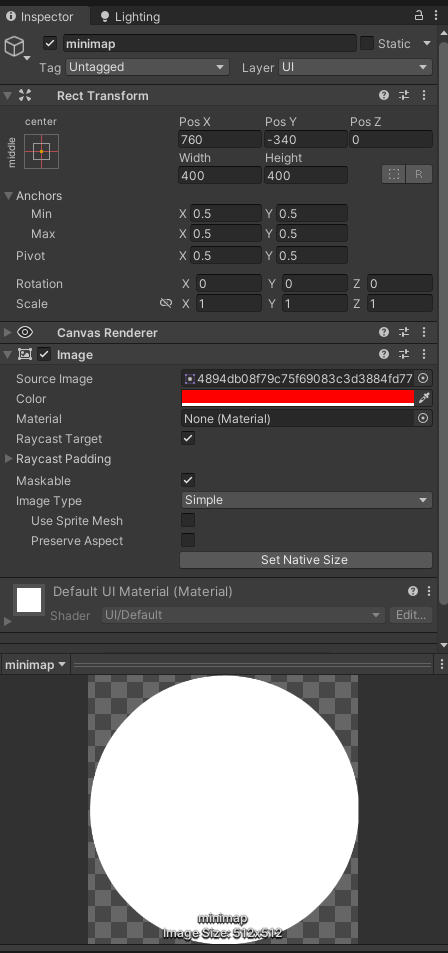 Inspector Lighting
minimap Static
Tag Untagged Layer UI
Rect Transform
center Pos X Pos Y Pos Z
middle 760 -340 0
Width Height
400 400 R
Anchors
Min X 0.5 Y 0.5
Max X 0.5 Y 0.5
Pivot X 0.5 Y 0.5
Rotation X 0 Y 0 Z 0
Scale X 1 Y 1 Z 1
Canvas Renderer
Image
Source Image 4894db08f79c75f69083c3d3884fd77
Color
Material None (Material)
Raycast Target
Raycast Padding
Maskable
Image Type Simple
Use Sprite Mesh
Preserve Aspect
Set Native Size
Default UI Material (Material)
Shader UI/Default Edit...
minimap
minimap
Image Size: 512x512